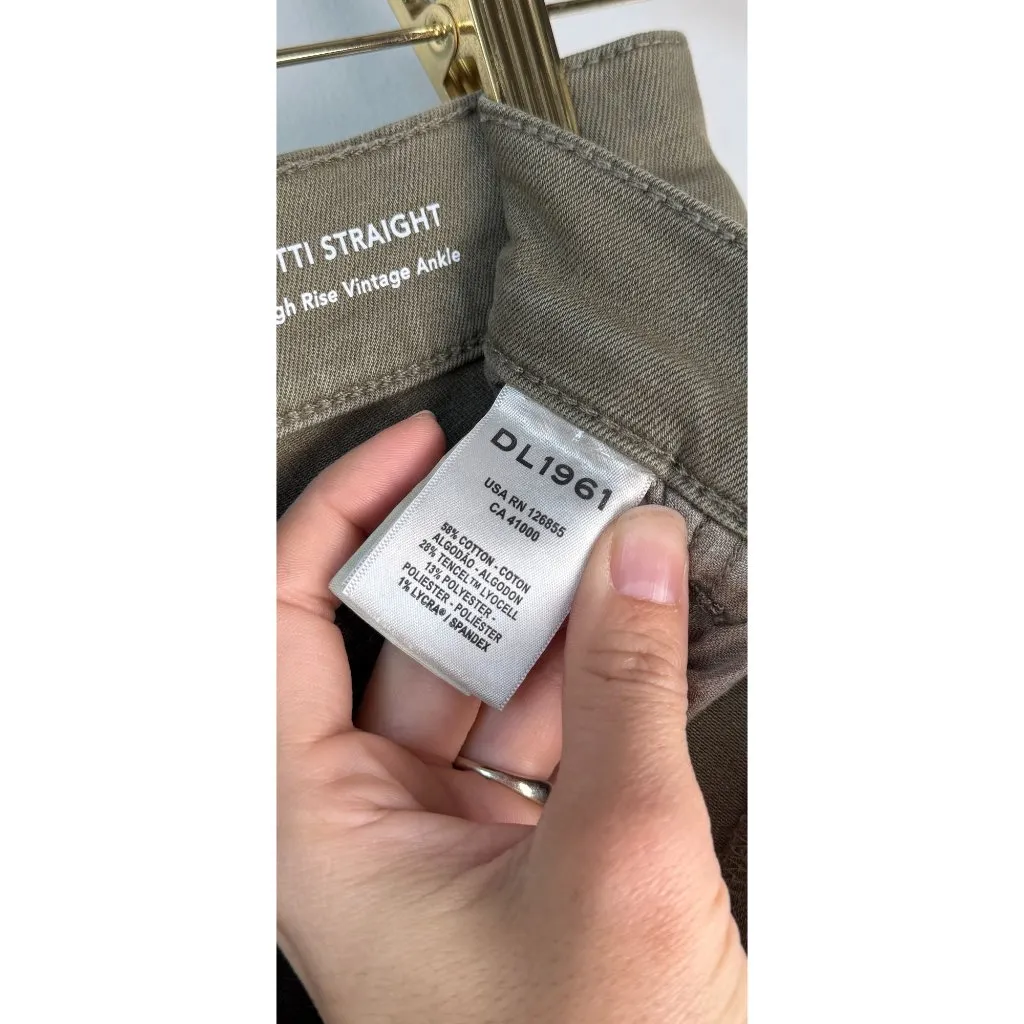 TTI STRAIGHT
gh Rise Vintage Ankle
DL1961
USA RN 126855
CA 41000
58% COTTON - COTON
ALGODÃO - ALGODON
28% TENCEL™ LYOCELL
13% POLYESTER -
POLIESTER - POLIÉSTER
1% LYCRA® / SPANDEX